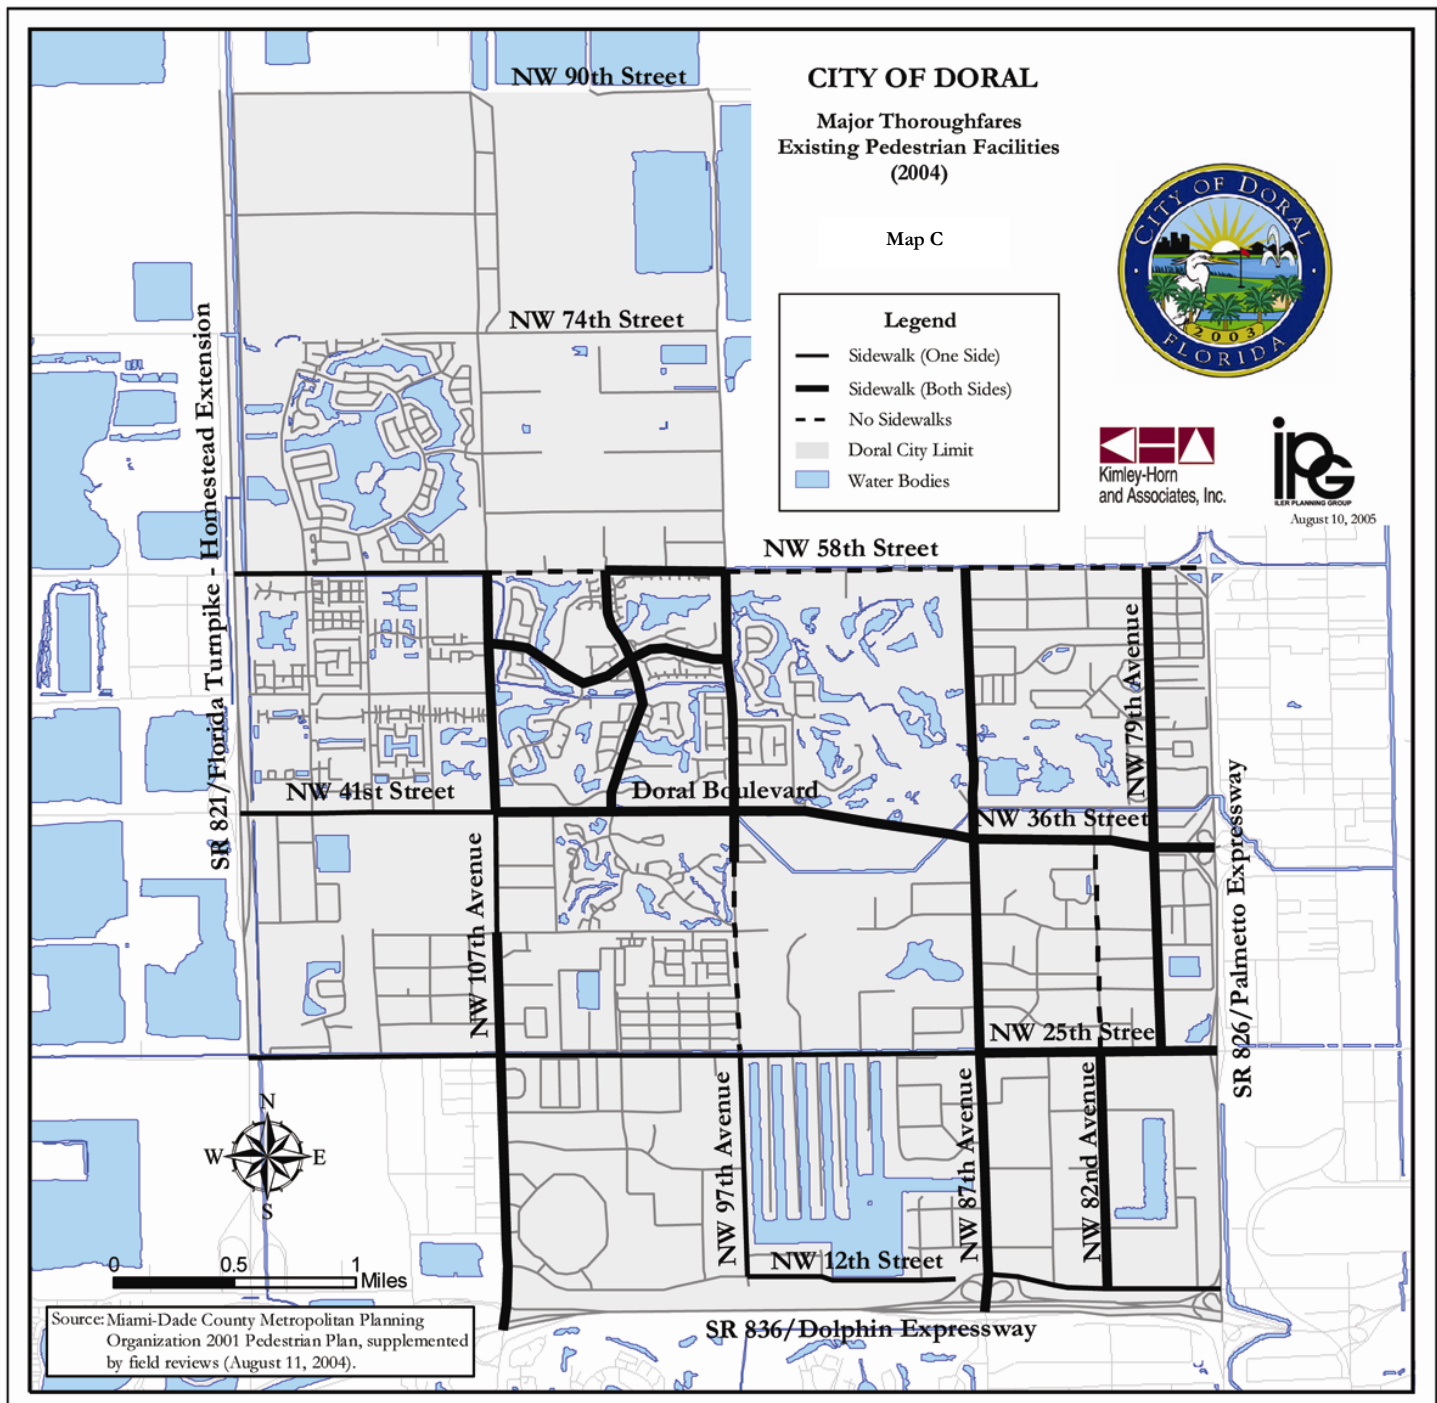 NW 90th Street
CITY OF DORAL
Major Thoroughfares
Existing Pedestrian Facilities
(2004)
Map C
CITY OF DORAL
2003
FLORIDA
Legend
Sidewalk (One Side)
Sidewalk (Both Sides)
No Sidewalks
Doral City Limit
Water Bodies
NW 74th Street
Kimley-Horn
and Associates, Inc.
iPG
ILER PLANNING GROUP
August 10, 2005
SR 821/Florida Turnpike - Homestead Extension
NW 58th Street
NW 79th Avenue
NW 41st Street
Doral Boulevard
NW 36th Street
SR 826/Palmetto Expressway
NW 107th Avenue
NW 25th Stree
NW 97th Avenue
NW 87th Avenue
NW 82nd Avenue
N
W
E
S
NW 12th Street
0
0.5
1
Miles
SR 836/Dolphin Expressway
Source: Miami-Dade County Metropolitan Planning
Organization 2001 Pedestrian Plan, supplemented
by field reviews (August 11, 2004).